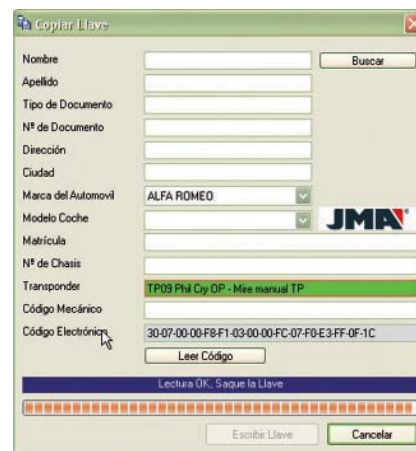 Copiar Llave
Nombre
Buscar
Apellido
Tipo de Documento
Nº de Documento
Dirección
Ciudad
Marca del Automovil ALFA ROMEO
Modelo Coche
JMA
Matrícula
Nº de Chasis
Transponder TP09 Phil Cry OP - Mire manual TP
Código Mecánico
Código Electrónico 30-07-00-00-F8-F1-03-00-00-FC-07-F0-E3-FF-0F-1C
Leer Código
Lectura OK, Saque la Llave
Escribir Llave Cancelar